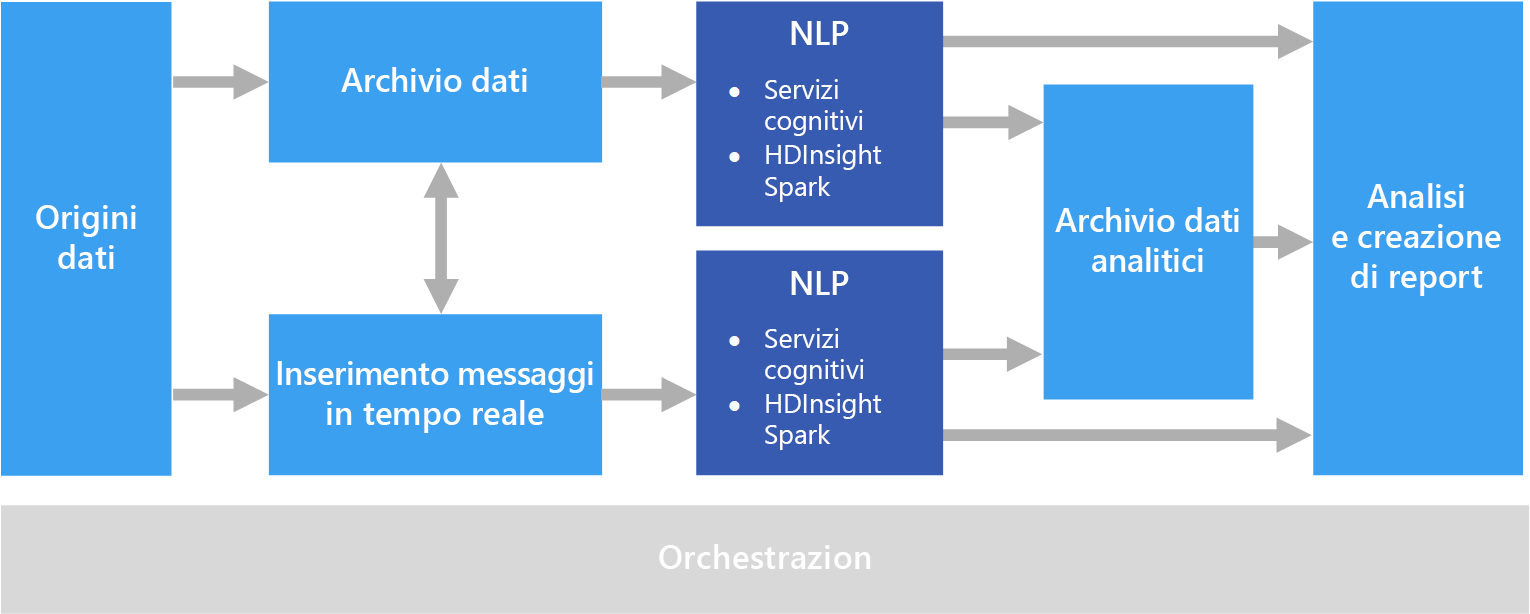 Origini
dati
Archivio dati
Inserimento messaggi
in tempo reale
NLP
● Servizi
cognitivi
● HDInsight
Spark
NLP
● Servizi
cognitivi
● HDInsight
Spark
Archivio dati
analitici
Analisi
e creazione
di report
Orchestrazion